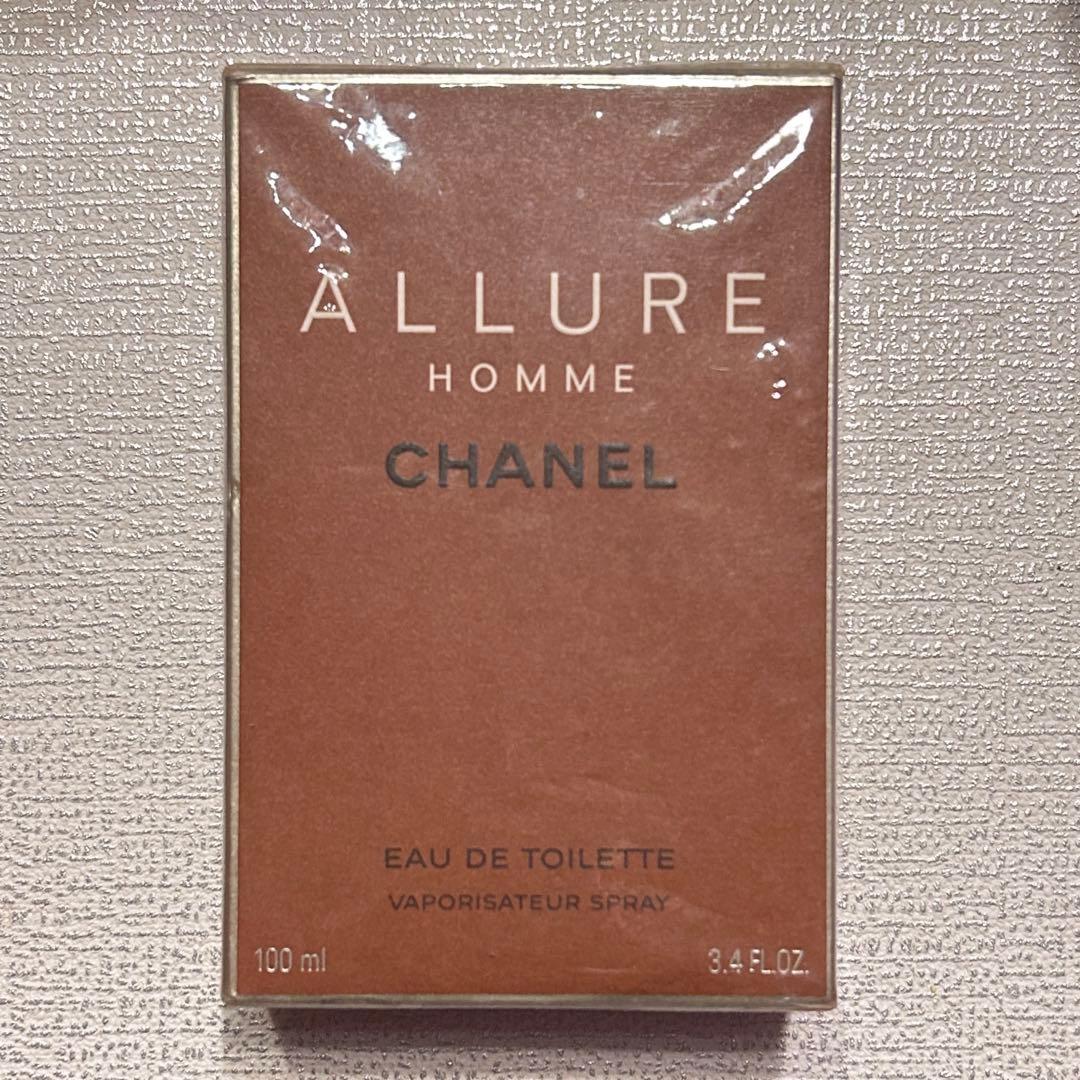 ALLURE
HOMME
CHANEL
EAU DE TOILETTE
VAPORISATEUR SPRAY
100 ml
3.4 FL.OZ.